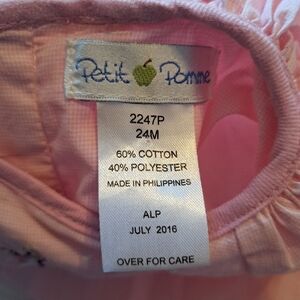 Petit Pomme
2247P
24M
60% COTTON
40% POLYESTER
MADE IN PHILIPPINES
ALP
JULY 2016
OVER FOR CARE